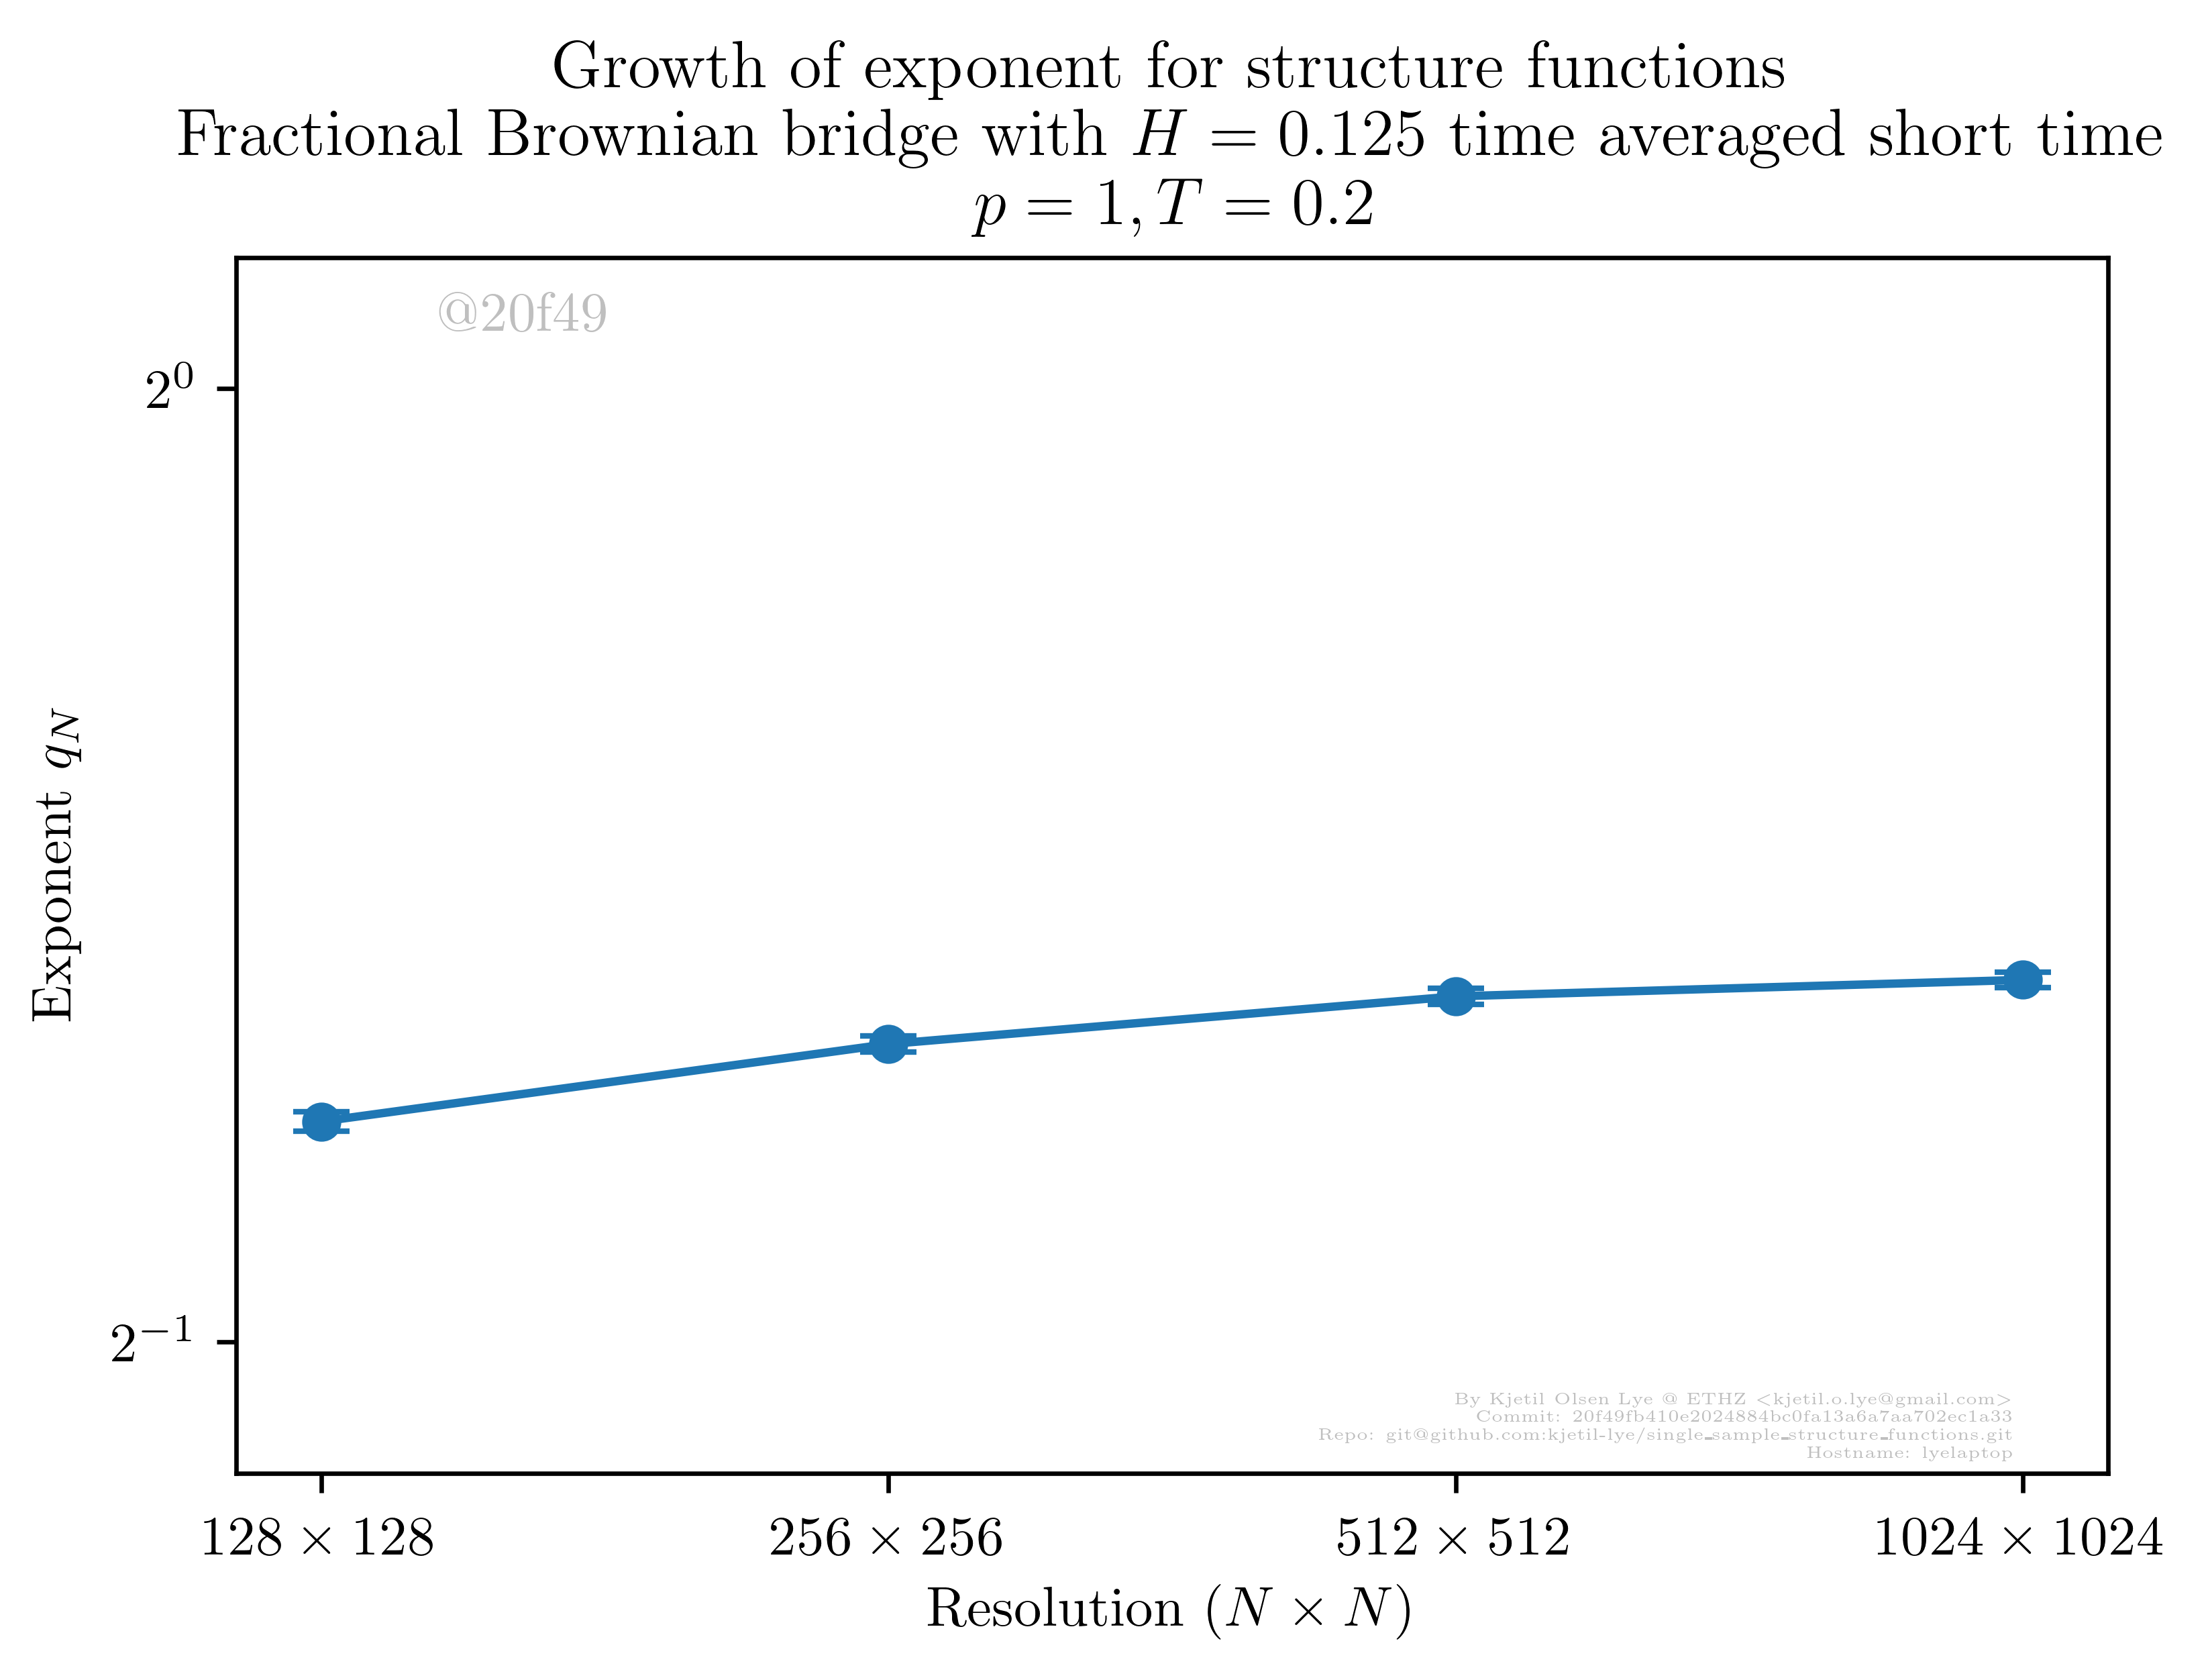 Growth of exponent for structure functions
Fractional Brownian bridge with H = 0.125 time averaged short time
p = 1, T = 0.2
@20f49
2⁰
Exponent q_N
2⁻¹
By Kjetil Olsen Lye @ ETHZ <kjetil.o.lye@gmail.com>
Commit: 20f49fb410e2024884bc0fa13a6a7aa702ec1a33
Repo: git@github.com:kjetil-lye/single_sample_structure_functions.git
Hostname: lyelaptop
128 × 128 256 × 256 512 × 512 1024 × 1024
Resolution (N × N)